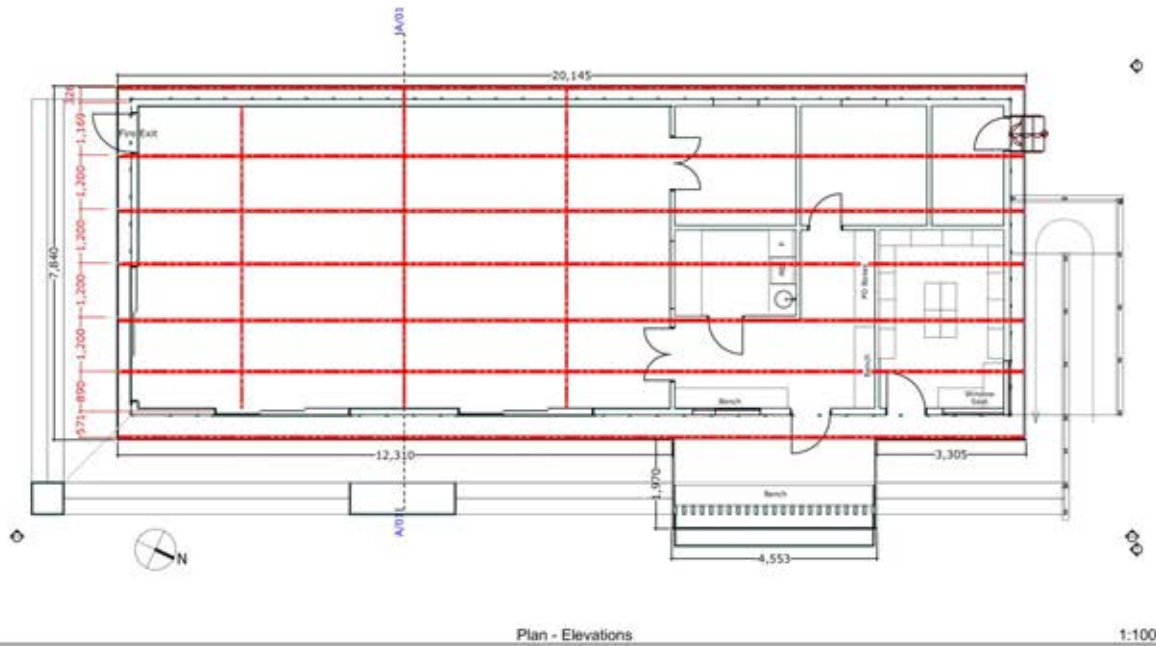 A/01
20,145
326
Fire Exit
1,169
1,200
1,200
1,200
1,200
7,840
890
571
PO Boxes
Bench
Bench
Window
Seat
12,310
3,305
1,970
Bench
A/01
4,553
N
Plan - Elevations
1:100